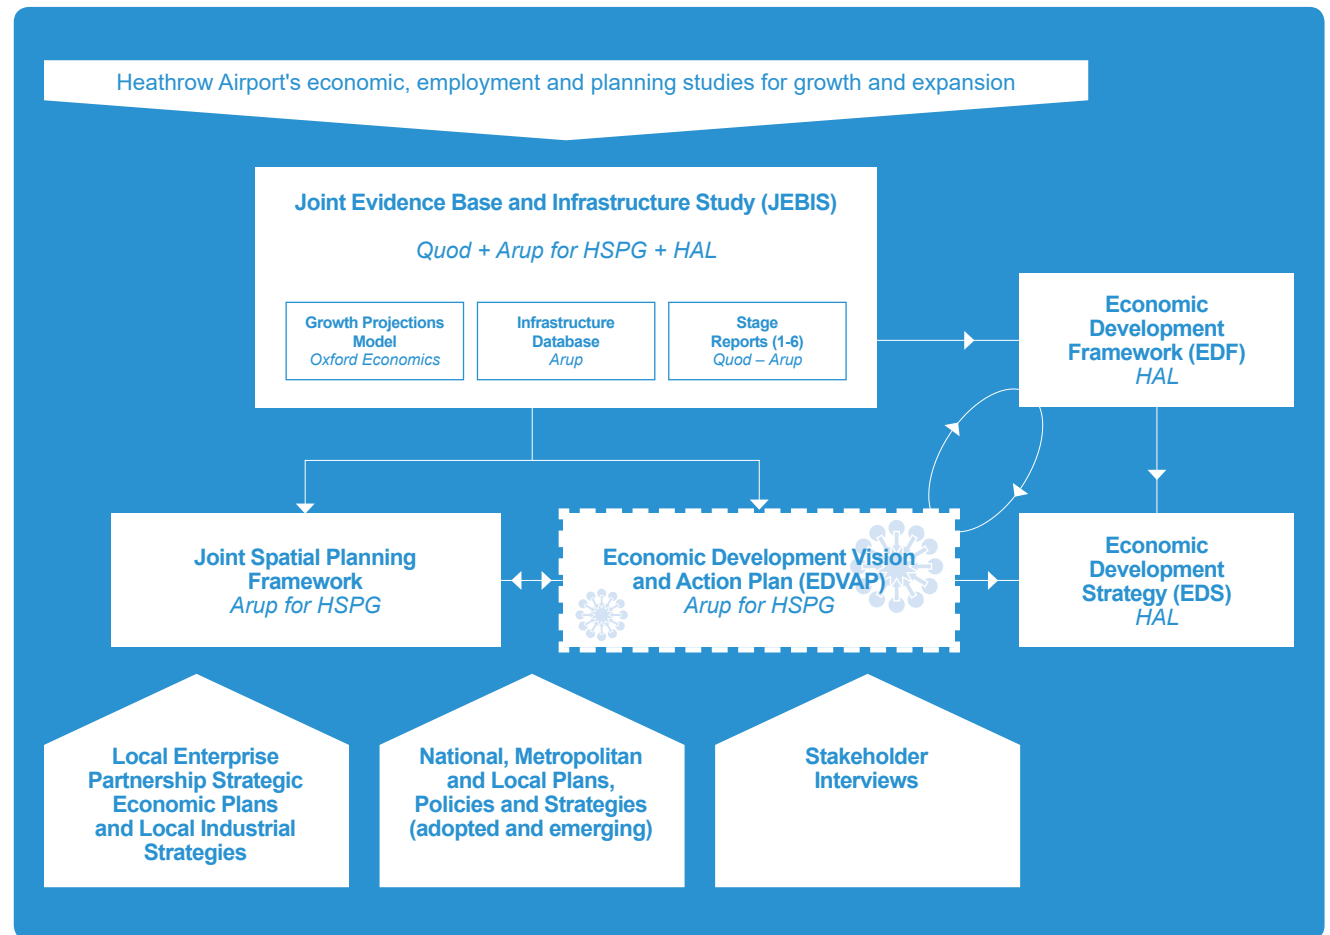 Heathrow Airport's economic, employment and planning studies for growth and expansion
Joint Evidence Base and Infrastructure Study (JEBIS)
Quod + Arup for HSPG + HAL
Growth Projections
Model
Oxford Economics
Infrastructure
Database
Arup
Stage
Reports (1-6)
Quod – Arup
Economic
Development
Framework (EDF)
HAL
Joint Spatial Planning
Framework
Arup for HSPG
Economic Development Vision
and Action Plan (EDVAP)
Arup for HSPG
Economic
Development
Strategy (EDS)
HAL
Local Enterprise
Partnership Strategic
Economic Plans
and Local Industrial
Strategies
National, Metropolitan
and Local Plans,
Policies and Strategies
(adopted and emerging)
Stakeholder
Interviews